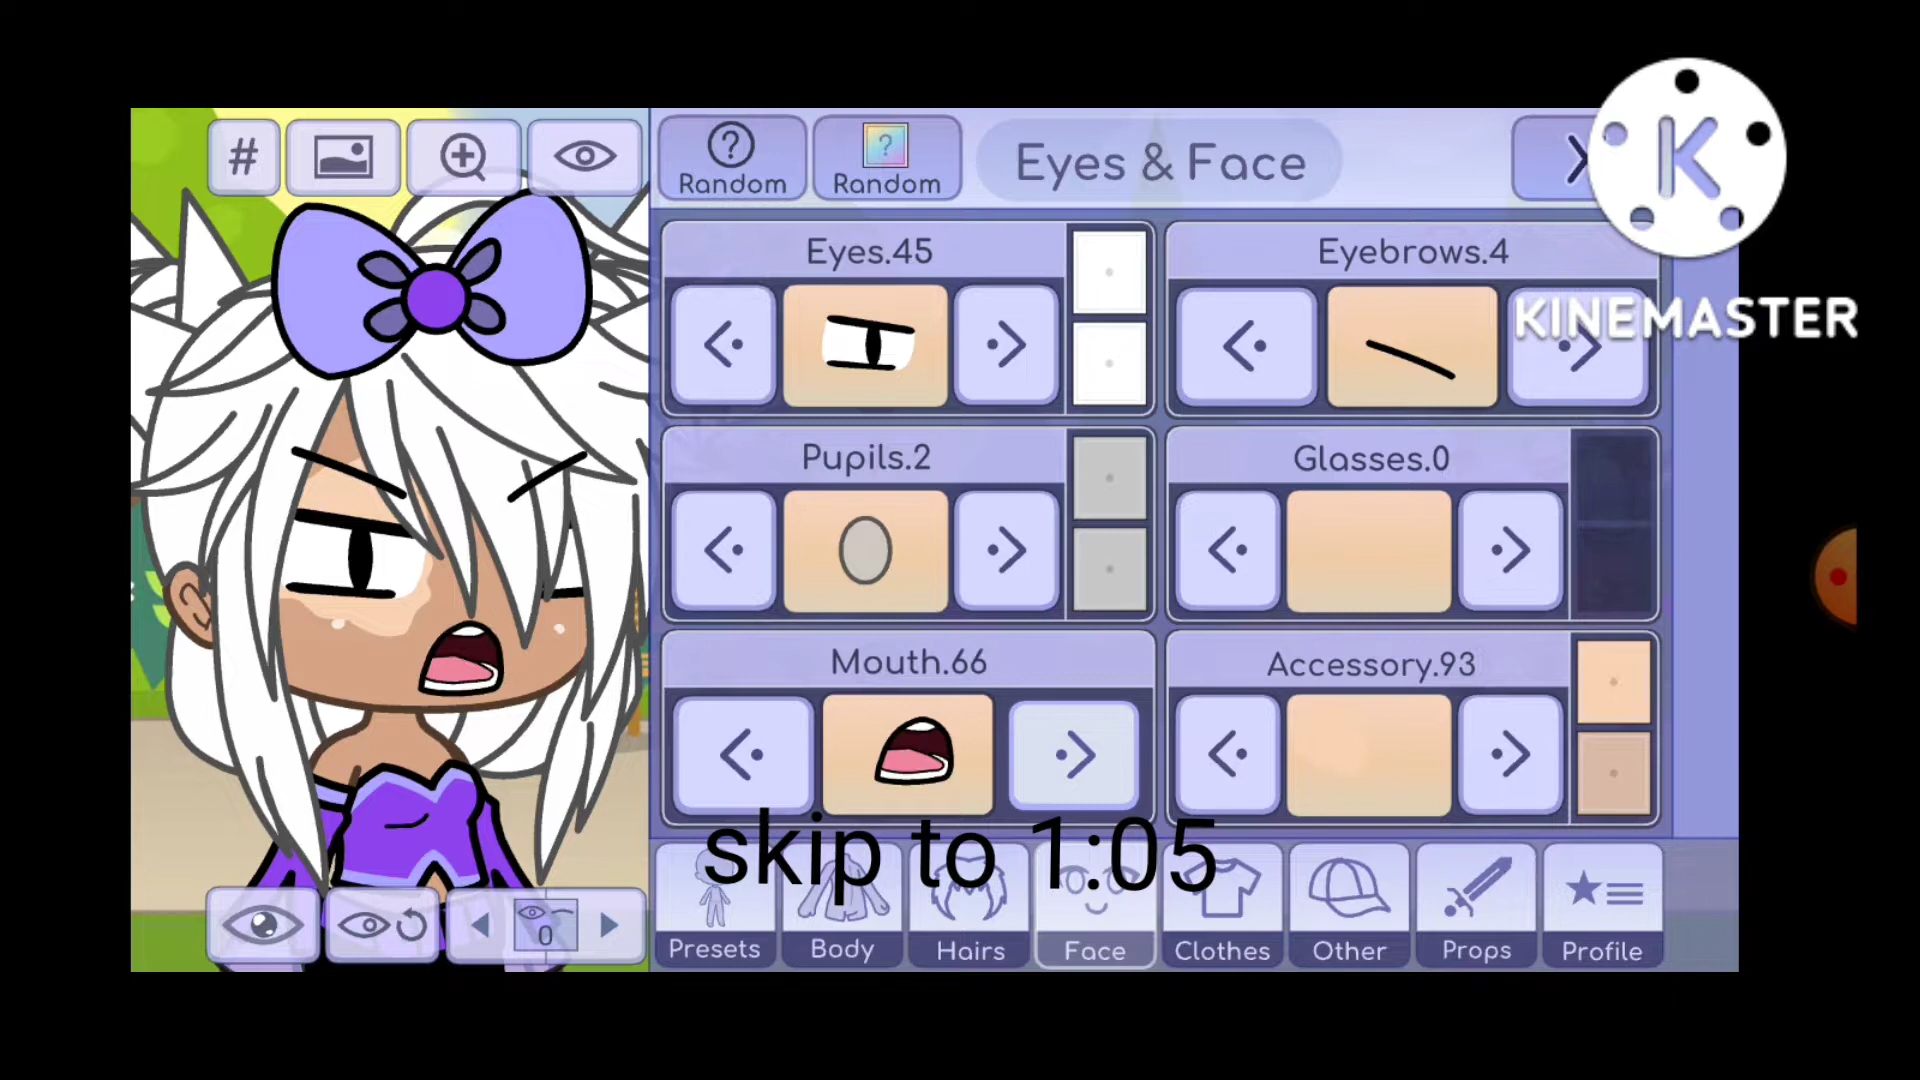 #
Random
Random
Eyes & Face
K
KINEMASTER
Eyes.45
Eyebrows.4
Pupils.2
Glasses.0
Mouth.66
Accessory.93
skip to 1:05
0
Presets
Body
Hairs
Face
Clothes
Other
Props
Profile